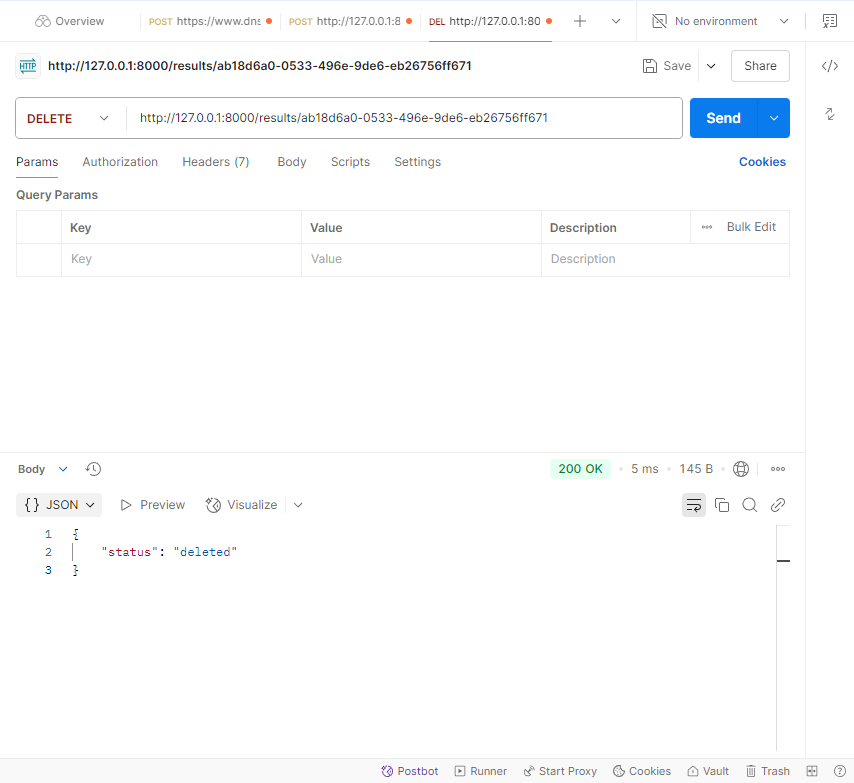 Overview POST https://www.dns POST http://127.0.0.1:8 DEL http://127.0.0.1:80 No environment
HTTP http://127.0.0.1:8000/results/ab18d6a0-0533-496e-9de6-eb26756ff671 Save Share </>
DELETE http://127.0.0.1:8000/results/ab18d6a0-0533-496e-9de6-eb26756ff671 Send
Params Authorization Headers (7) Body Scripts Settings Cookies
Query Params
Key Value Description Bulk Edit
Key Value Description
Body 200 OK 5 ms 145 B
{} JSON Preview Visualize
1 {
2 "status": "deleted"
3 }
Postbot Runner Start Proxy Cookies Vault Trash